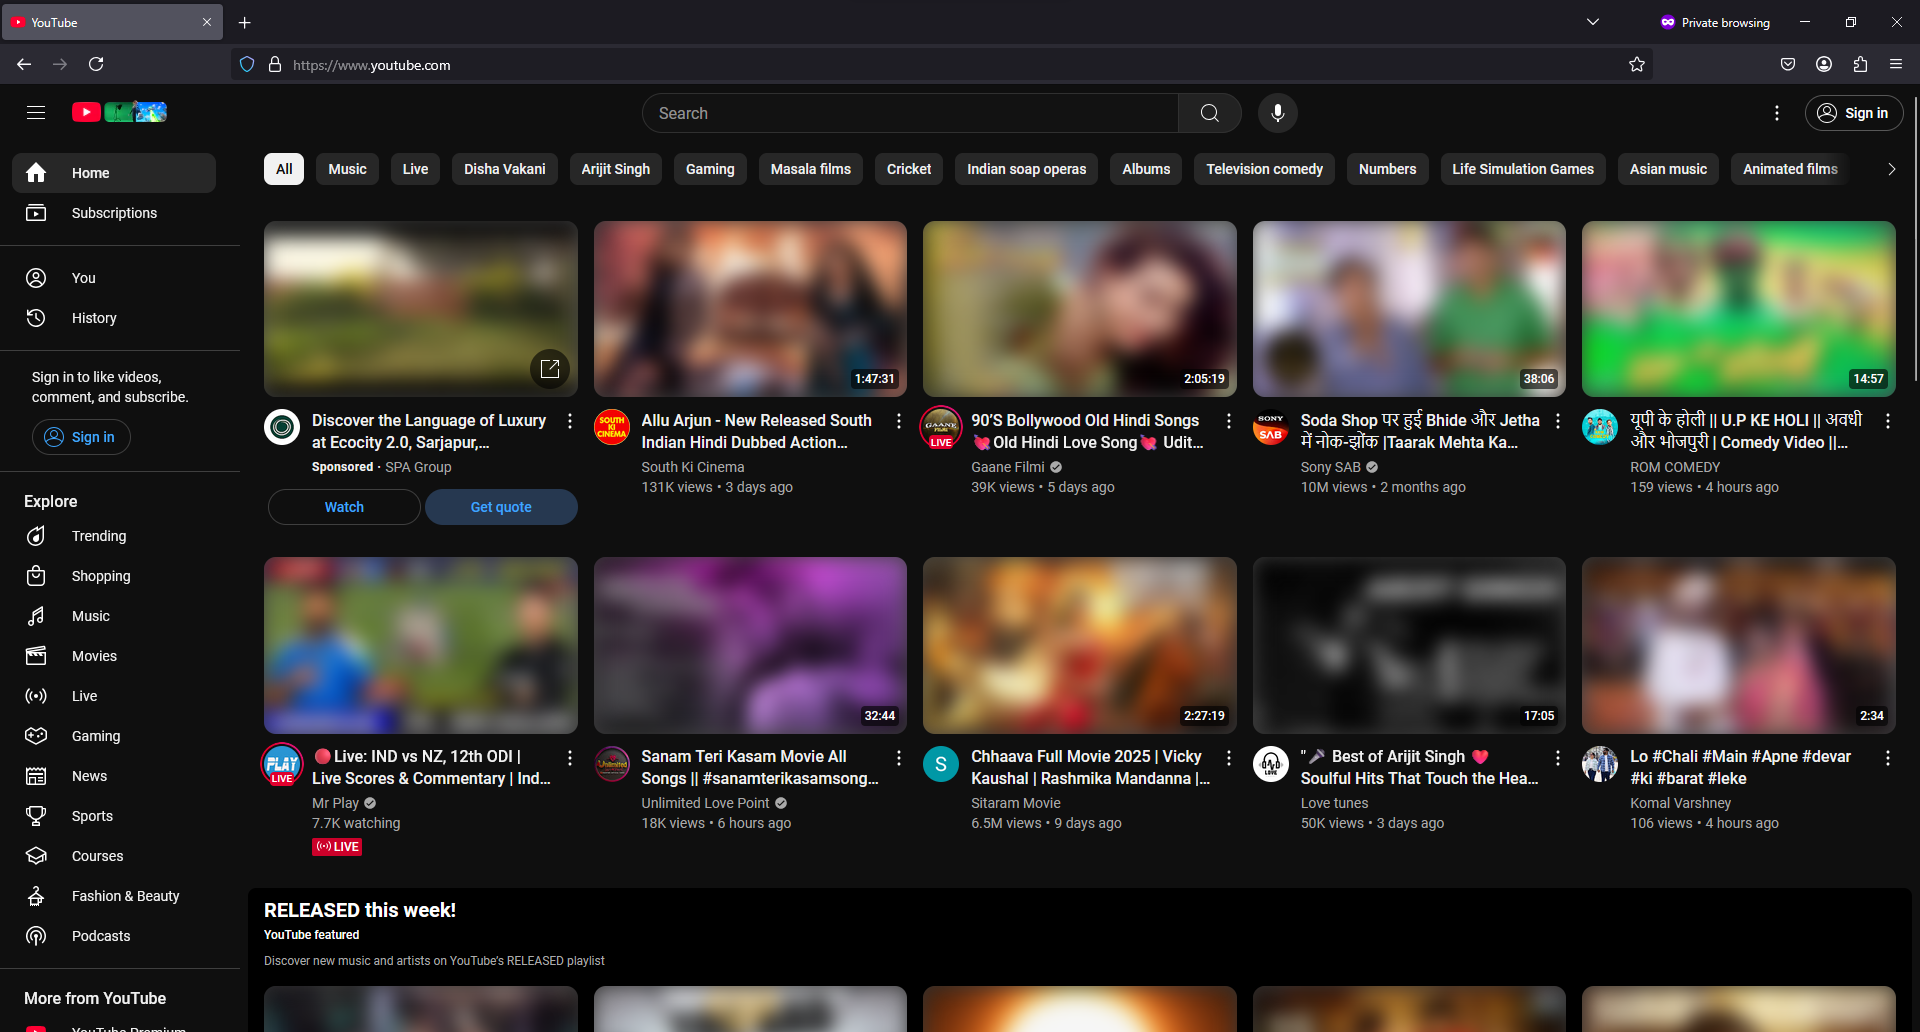 YouTube
Private browsing
https://www.youtube.com
Search
Sign in
Home
Subscriptions
You
History
Sign in to like videos,
comment, and subscribe.
Sign in
Explore
Trending
Shopping
Music
Movies
Live
Gaming
News
Sports
Courses
Fashion & Beauty
Podcasts
More from YouTube
All Music Live Disha Vakani Arijit Singh Gaming Masala films Cricket Indian soap operas Albums Television comedy Numbers Life Simulation Games Asian music Animated films
Discover the Language of Luxury
at Ecocity 2.0, Sarjapur,...
Sponsored • SPA Group
Watch
Get quote
1:47:31
SOUTH
KI
CINEMA
Allu Arjun - New Released South
Indian Hindi Dubbed Action...
South Ki Cinema
131K views • 3 days ago
2:05:19
GAANE
LIVE
90'S Bollywood Old Hindi Songs
💘Old Hindi Love Song💘 Udit...
Gaane Filmi
39K views • 5 days ago
38:06
SONY
SAB
Soda Shop पर हुई Bhide और Jetha
में नोक-झोंक |Taarak Mehta Ka...
Sony SAB
10M views • 2 months ago
14:57
यूपी के होली || U.P KE HOLI || अवधी
और भोजपुरी | Comedy Video ||...
ROM COMEDY
159 views • 4 hours ago
PLAY
LIVE
🔴Live: IND vs NZ, 12th ODI |
Live Scores & Commentary | Ind...
Mr Play
7.7K watching
LIVE
32:44
Unlimited
Sanam Teri Kasam Movie All
Songs || #sanamterikasamsong...
Unlimited Love Point
18K views • 6 hours ago
2:27:19
S
Chhaava Full Movie 2025 | Vicky
Kaushal | Rashmika Mandanna |...
Sitaram Movie
6.5M views • 9 days ago
17:05
LOVE
" 🎤 Best of Arijit Singh ❤️
Soulful Hits That Touch the Hea...
Love tunes
50K views • 3 days ago
2:34
Lo #Chali #Main #Apne #devar
#ki #barat #leke
Komal Varshney
106 views • 4 hours ago
RELEASED this week!
YouTube featured
Discover new music and artists on YouTube's RELEASED playlist